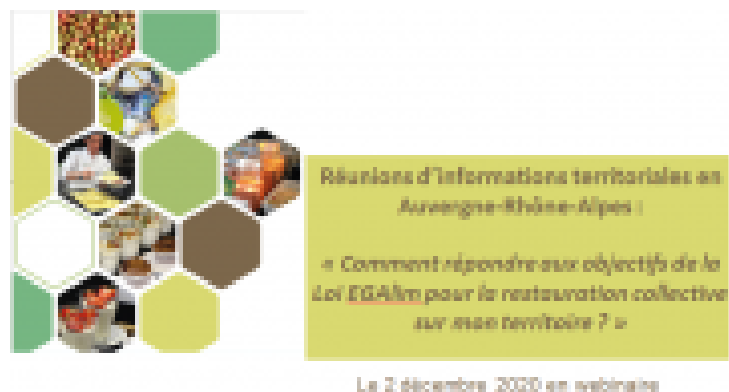 Réunions d'informations territoriales en
Auvergne-Rhône-Alpes :
« Comment répondre aux objectifs de la
Loi EGAlim pour la restauration collective
sur mon territoire ? »
Le 2 décembre 2020 en webinaire